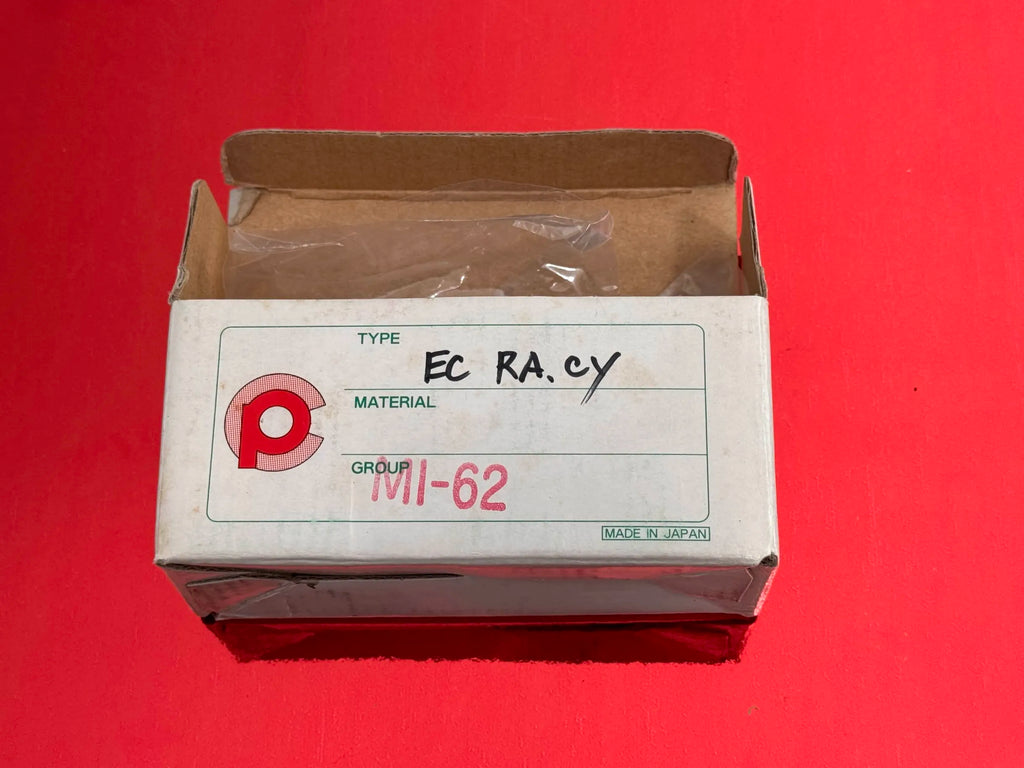 TYPE
EC RA. CY
MATERIAL
GROUP
MI-62
MADE IN JAPAN